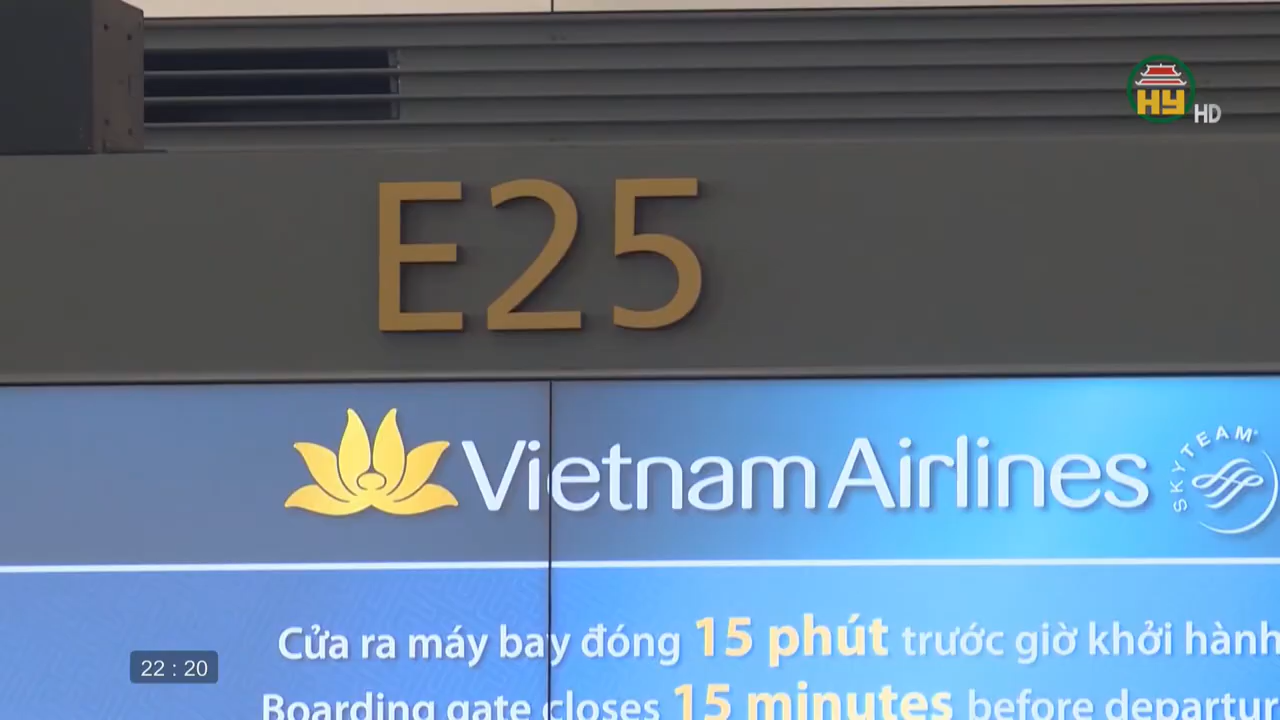 HY HD
E25
Vietnam Airlines
SKYTEAM
Cửa ra máy bay đóng 15 phút trước giờ khởi hành
22 : 20
Boarding gate closes 15 minutes before departur